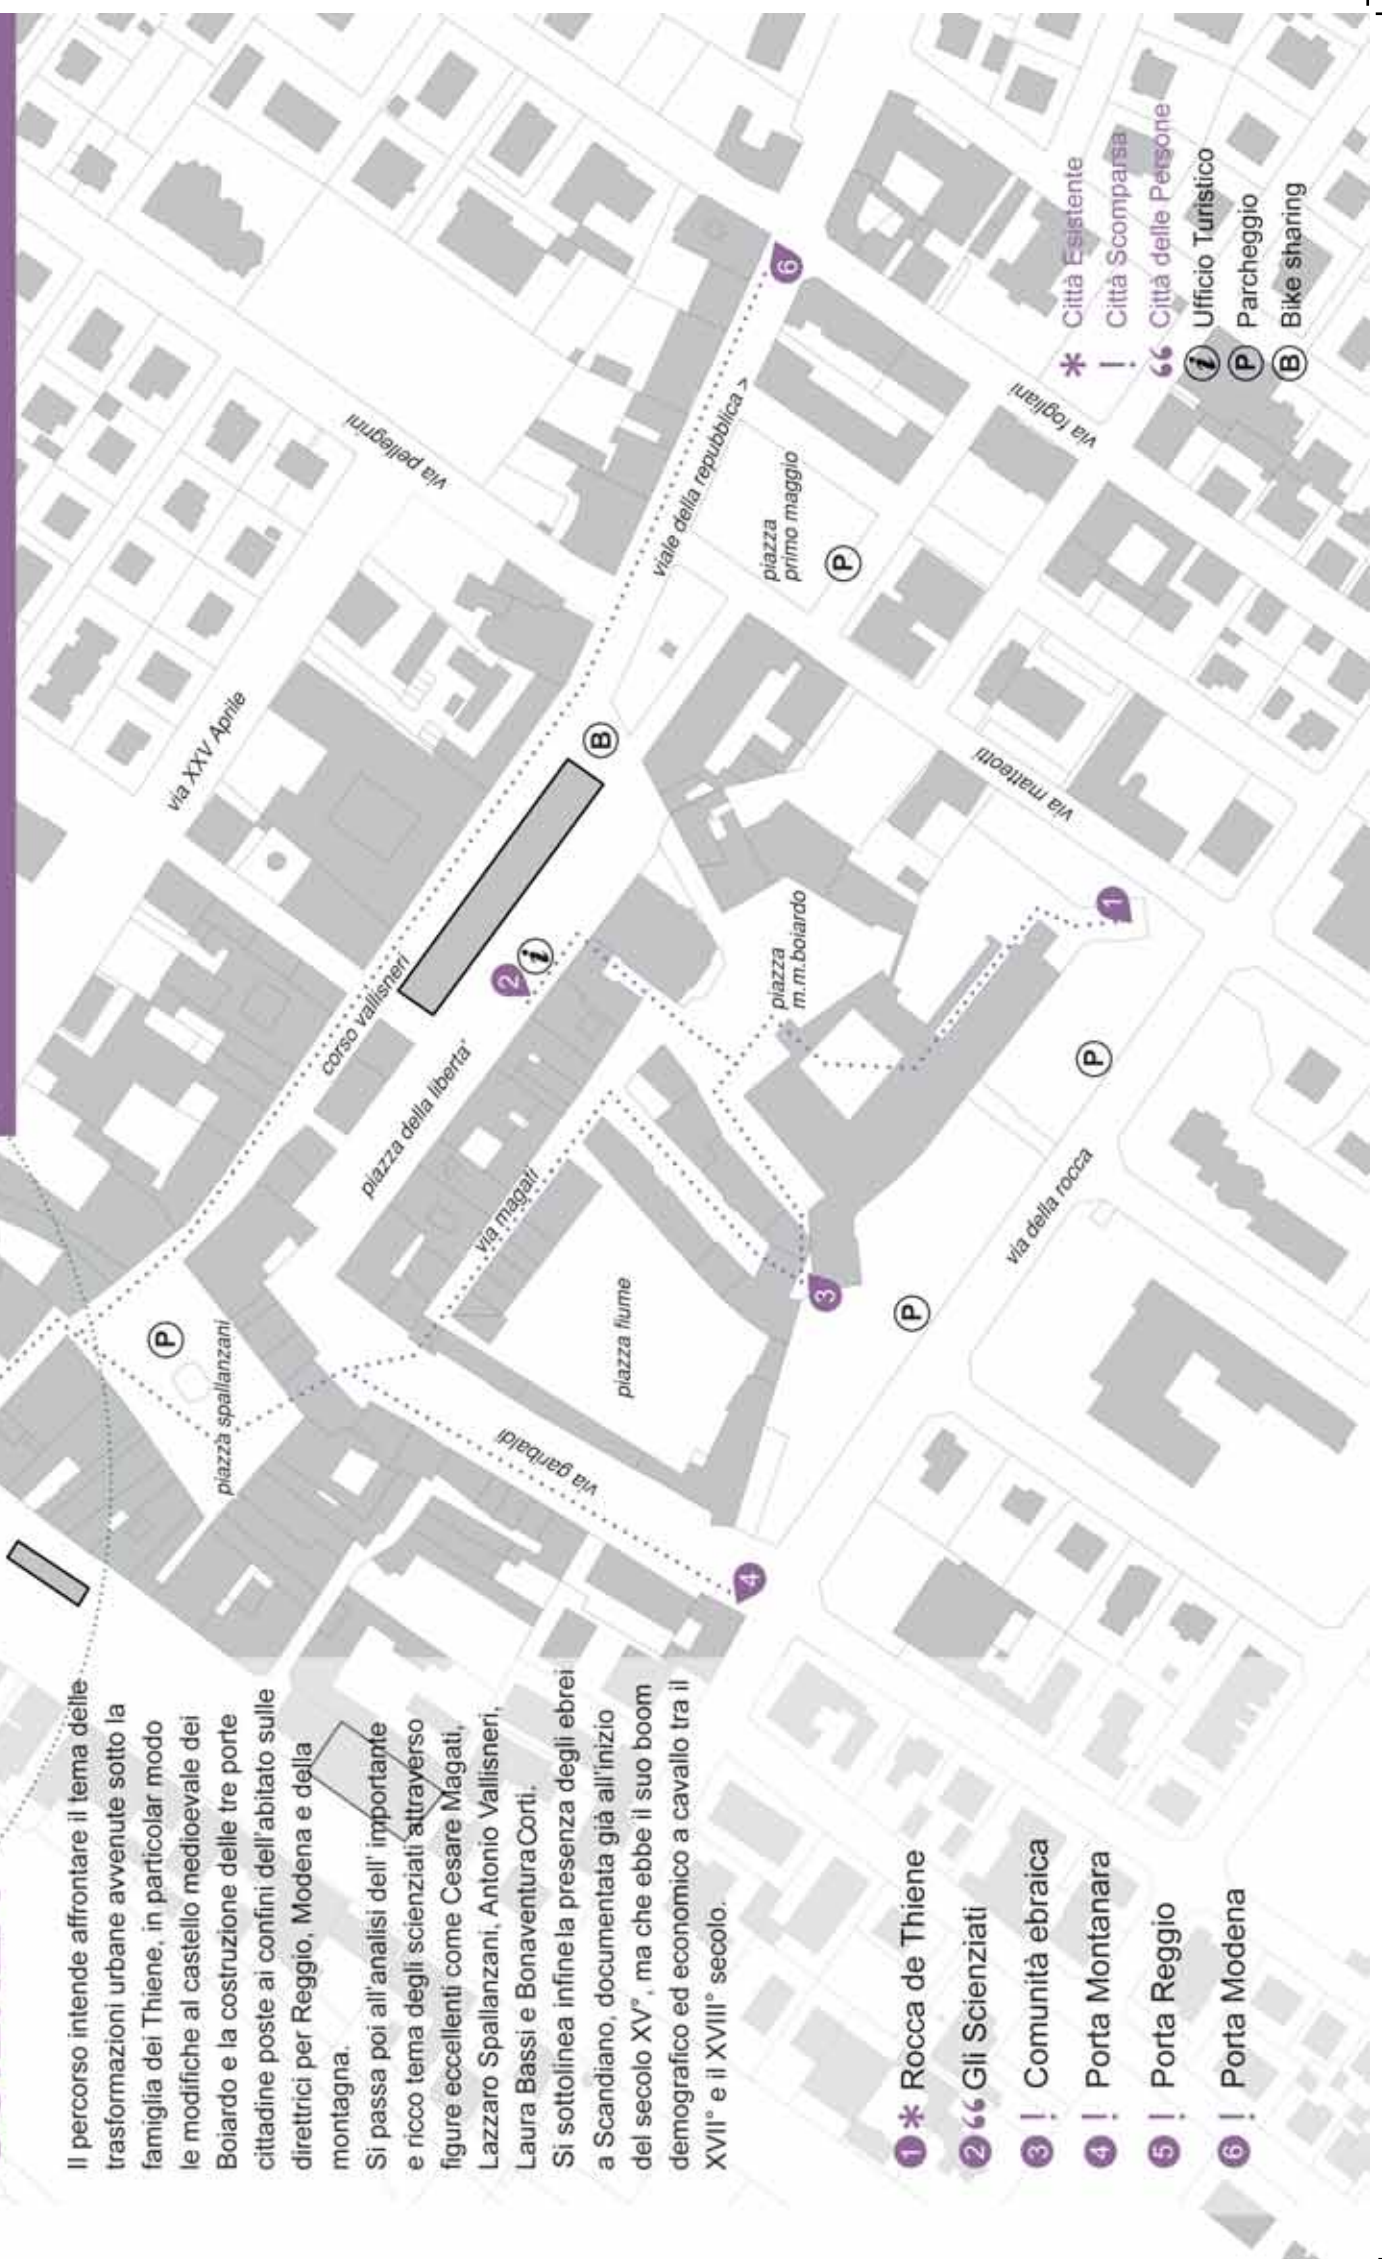 Il percorso intende affrontare il tema delle
trasformazioni urbane avvenute sotto la
famiglia dei Thiene, in particolar modo
le modifiche al castello medioevale dei
Boiardo e la costruzione delle tre porte
cittadine poste ai confini dell'abitato sulle
direttrici per Reggio, Modena e della
montagna.
Si passa poi all'analisi dell' importante
e ricco tema degli scienziati attraverso
figure eccellenti come Cesare Magati,
Lazzaro Spallanzani, Antonio Vallisneri,
Laura Bassi e BonaventuraCorti.
Si sottolinea infine la presenza degli ebrei
a Scandiano, documentata già all'inizio
del secolo XV°, ma che ebbe il suo boom
demografico ed economico a cavallo tra il
XVII° e il XVIII° secolo.
1 * Rocca de Thiene
2 “ Gli Scienziati
3 ! Comunità ebraica
4 ! Porta Montanara
5 ! Porta Reggio
6 ! Porta Modena
P
piazza spallanzani
via garibaldi
4
piazza fiume
3
P
via magati
piazza della liberta'
corso vallisneri
2
i
via della rocca
P
piazza
m.m.boiardo
1
B
via XXV Aprile
via matteotti
via pellegrini
viale della repubblica >
piazza
primo maggio
P
via fogliani
6
* Città Esistente
! Città Scomparsa
“ Città delle Persone
i Ufficio Turistico
P Parcheggio
B Bike sharing